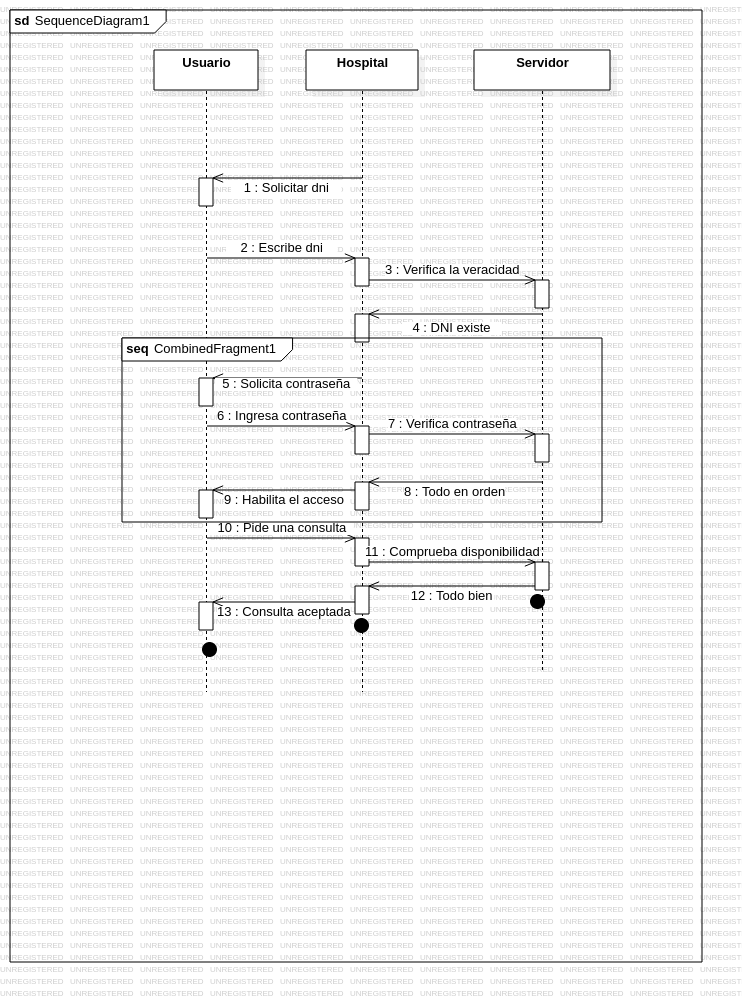 sd SequenceDiagram1
Usuario
Hospital
Servidor
1 : Solicitar dni
2 : Escribe dni
3 : Verifica la veracidad
4 : DNI existe
seq CombinedFragment1
5 : Solicita contraseña
6 : Ingresa contraseña
7 : Verifica contraseña
8 : Todo en orden
9 : Habilita el acceso
10 : Pide una consulta
11 : Comprueba disponibilidad
12 : Todo bien
13 : Consulta aceptada
UNREGISTERED